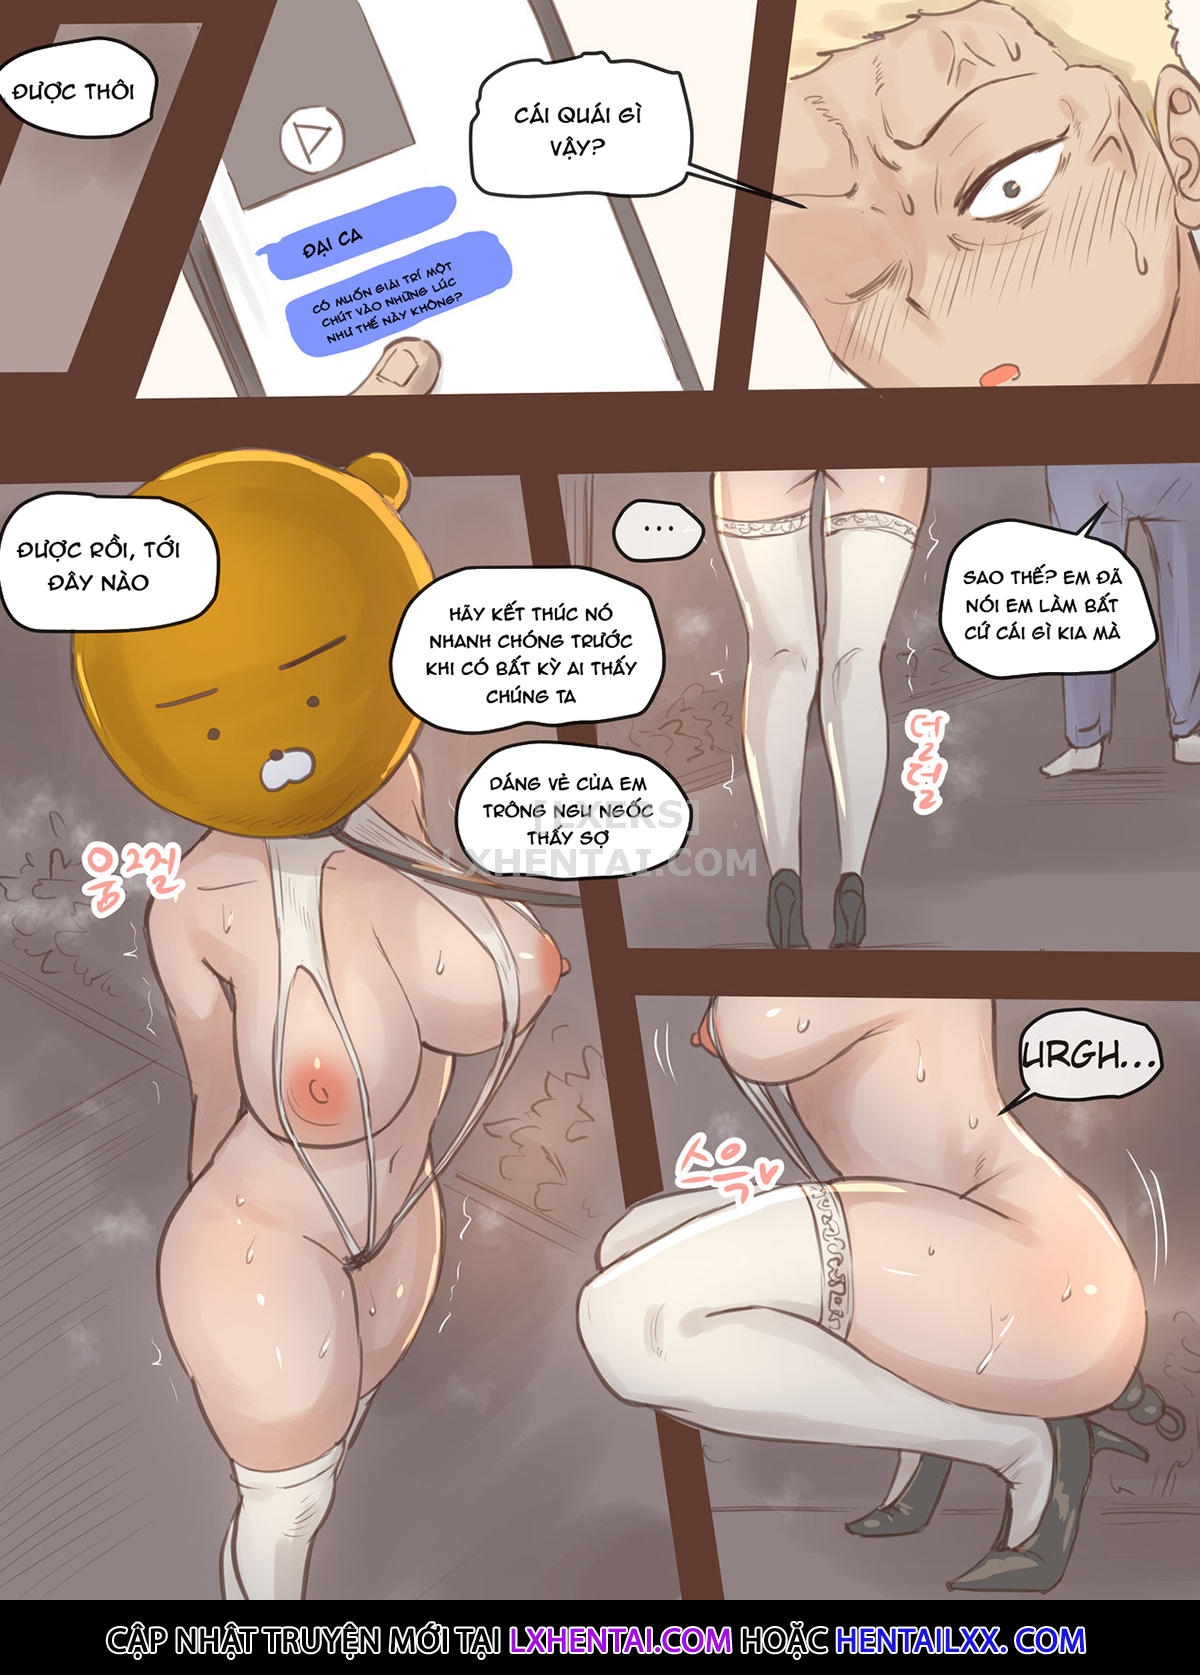 ĐƯỢC THÔI
CÁI QUÁI GÌ
VẬY?
ĐẠI CA
CÓ MUỐN GIẢI TRÍ MỘT
CHÚT VÀO NHỮNG LÚC
NHƯ THẾ NÀY KHÔNG?
ĐƯỢC RỒI, TỚI
ĐÂY NÀO
HÃY KẾT THÚC NÓ
NHANH CHÓNG TRƯỚC
KHI CÓ BẤT KỲ AI THẤY
CHÚNG TA
DÁNG VẺ CỦA EM
TRÔNG NGU NGỐC
THẤY SỢ
움찔
[LXERS]
LXHENTAI.COM
...
SAO THẾ? EM ĐÃ
NÓI EM LÀM BẤT
CỨ CÁI GÌ KIA MÀ
덜
덜
URGH...
스윽♥
CẬP NHẬT TRUYỆN MỚI TẠI LXHENTAI.COM HOẶC HENTAILXX. COM